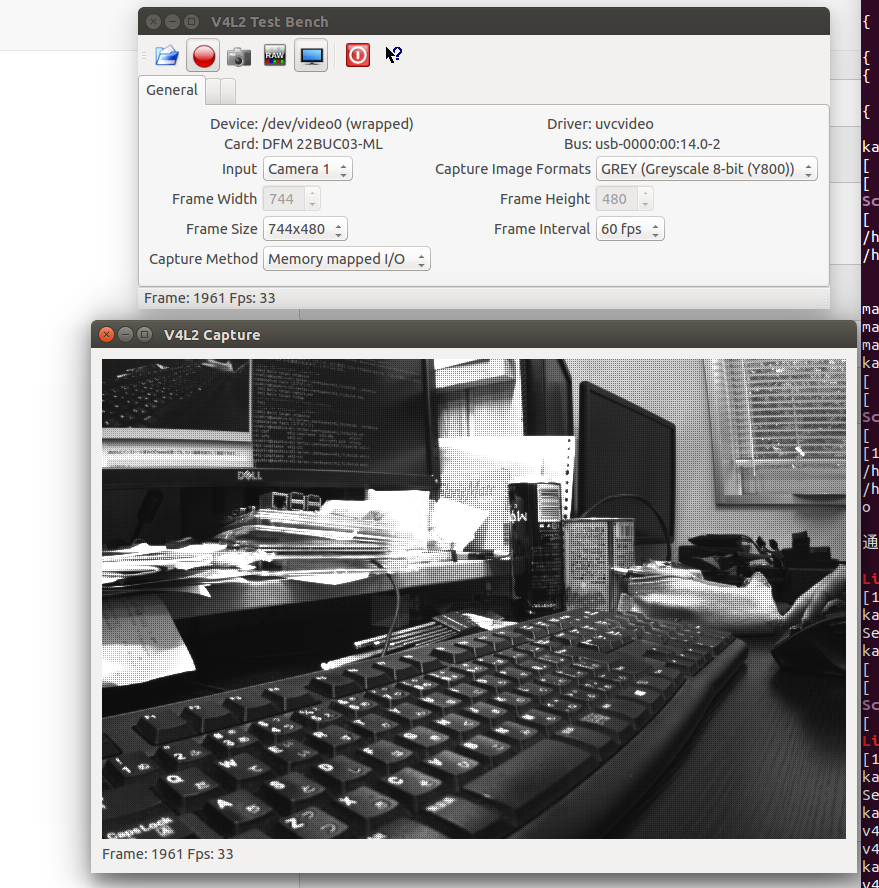 V4L2 Test Bench
RAW
General
Device: /dev/video0 (wrapped)
Driver: uvcvideo
Card: DFM 22BUC03-ML
Bus: usb-0000:00:14.0-2
Input
Camera 1
Capture Image Formats
GREY (Greyscale 8-bit (Y800))
Frame Width
744
Frame Height
480
Frame Size
744x480
Frame Interval
60 fps
Capture Method
Memory mapped I/O
Frame: 1961 Fps: 33
V4L2 Capture
DELL
CapsLock
Frame: 1961 Fps: 33
{
{
{
{
ka
[
[
Sc
[
/h
/h
ma
ma
ma
ka
[
[
Sc
[
[1
/h
/h
o
通
Li
[1
ka
Se
ka
[
[
Sc
[
Li
[1
ka
Se
ka
v4
v4
ka
v4